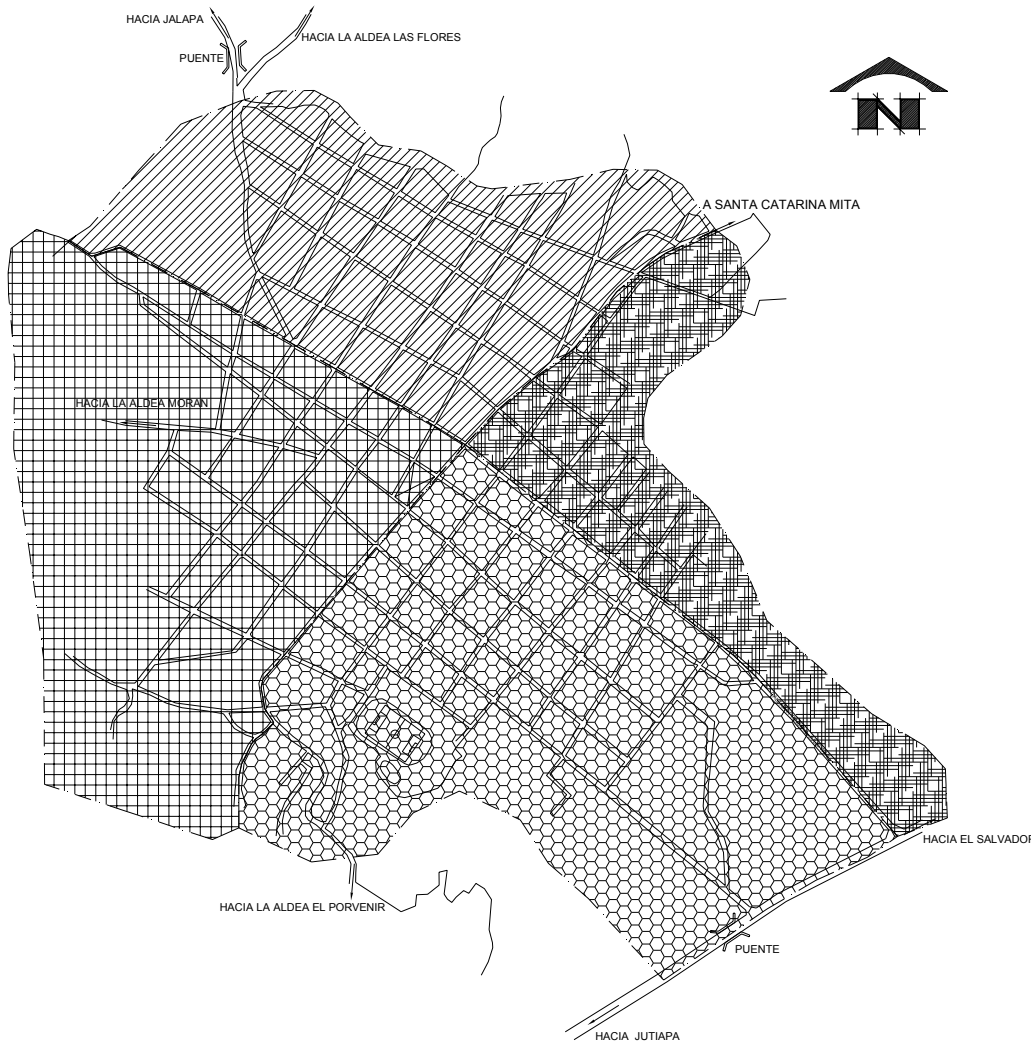 HACIA JALAPA
HACIA LA ALDEA LAS FLORES
PUENTE
N
A SANTA CATARINA MITA
HACIA LA ALDEA MORAN
HACIA EL SALVADOR
HACIA LA ALDEA EL PORVENIR
PUENTE
HACIA JUTIAPA